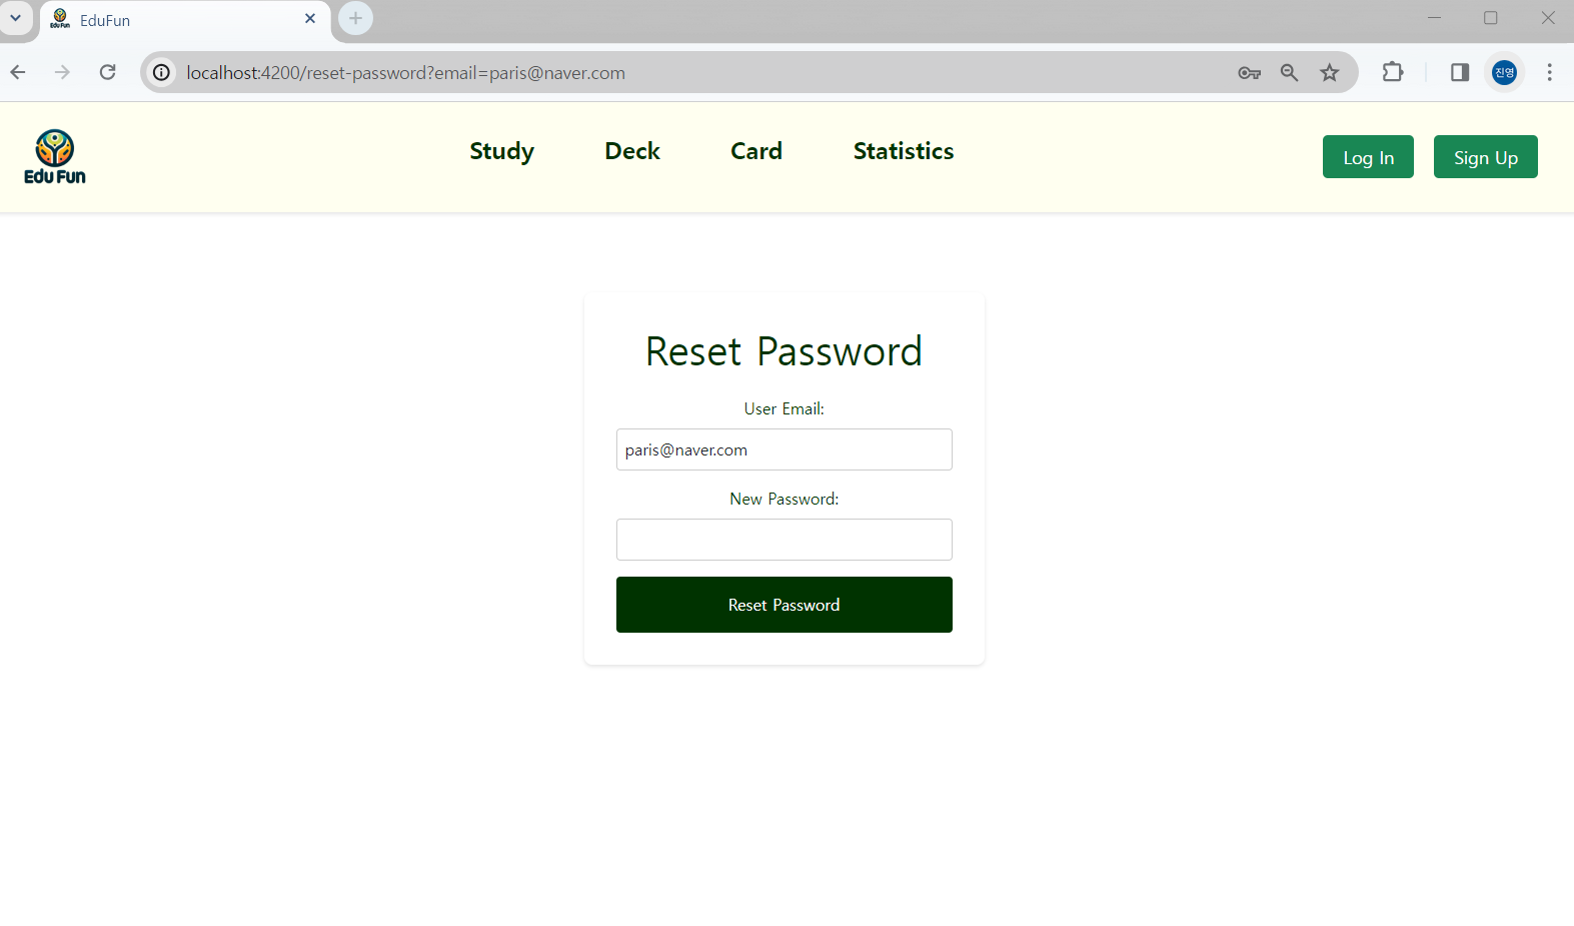 EduFun
localhost:4200/reset-password?email=paris@naver.com
진영
Edu Fun
Study Deck Card Statistics
Log In Sign Up
Reset Password
User Email:
paris@naver.com
New Password:
Reset Password